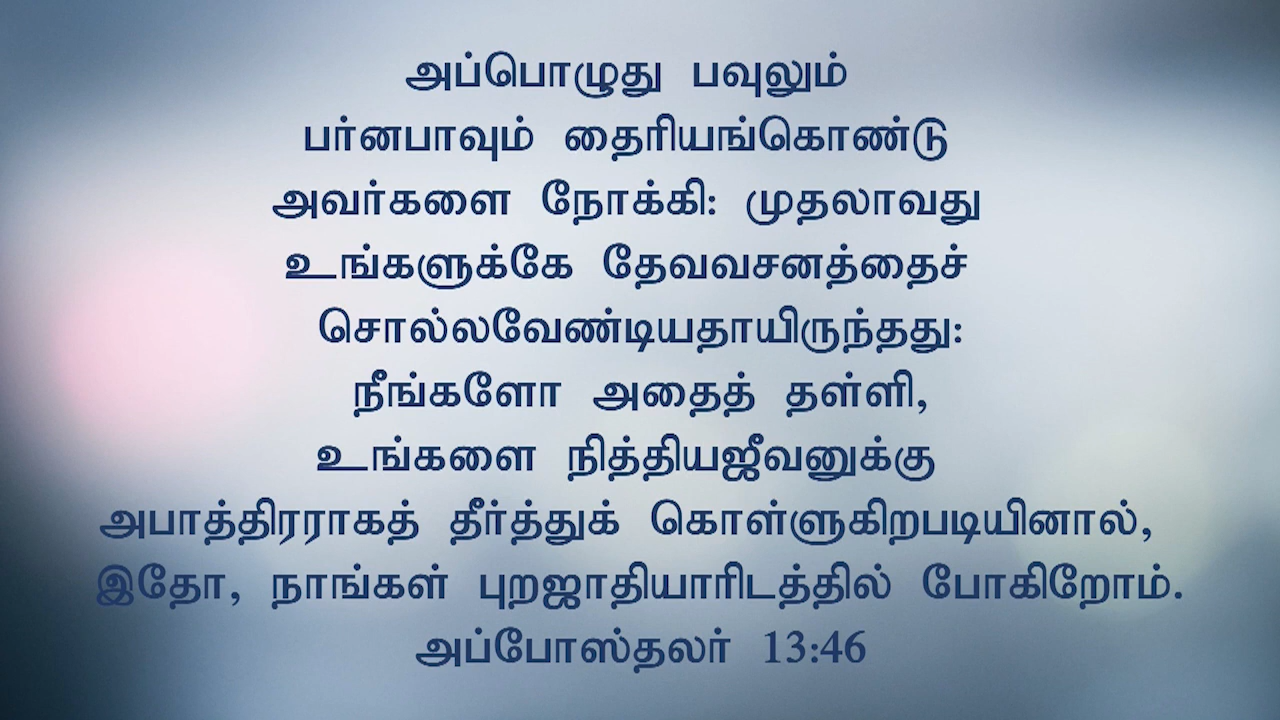 அப்பொழுது பவுலும்
பர்னபாவும் தைரியங்கொண்டு
அவர்களை நோக்கி: முதலாவது
உங்களுக்கே தேவவசனத்தைச்
சொல்லவேண்டியதாயிருந்தது:
நீங்களோ அதைத் தள்ளி,
உங்களை நித்தியஜீவனுக்கு
அபாத்திரராகத் தீர்த்துக் கொள்ளுகிறபடியினால்,
இதோ, நாங்கள் புறஜாதியாரிடத்தில் போகிறோம்.
அப்போஸ்தலர் 13:46